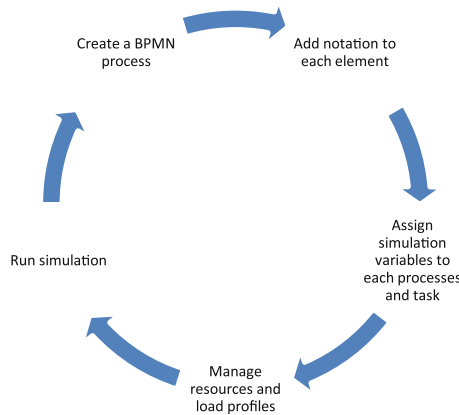 Create a BPMN
process
Add notation to
each element
Assign
simulation
variables to
each processes
and task
Manage
resources and
load profiles
Run simulation